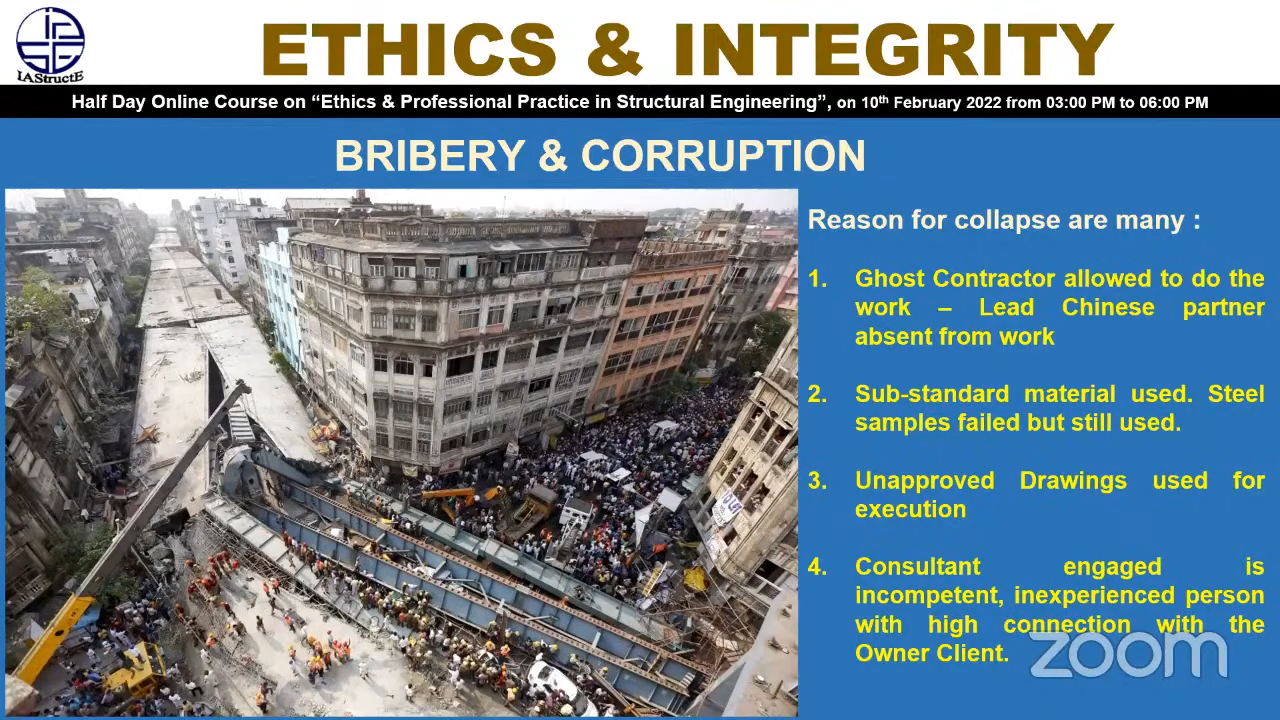 IAStructE
ETHICS & INTEGRITY
Half Day Online Course on “Ethics & Professional Practice in Structural Engineering”, on 10th February 2022 from 03:00 PM to 06:00 PM
BRIBERY & CORRUPTION
Reason for collapse are many :
1. Ghost Contractor allowed to do the
work – Lead Chinese partner
absent from work
2. Sub-standard material used. Steel
samples failed but still used.
3. Unapproved Drawings used for
execution
4. Consultant engaged is
incompetent, inexperienced person
with high connection with the
Owner Client.
zoom